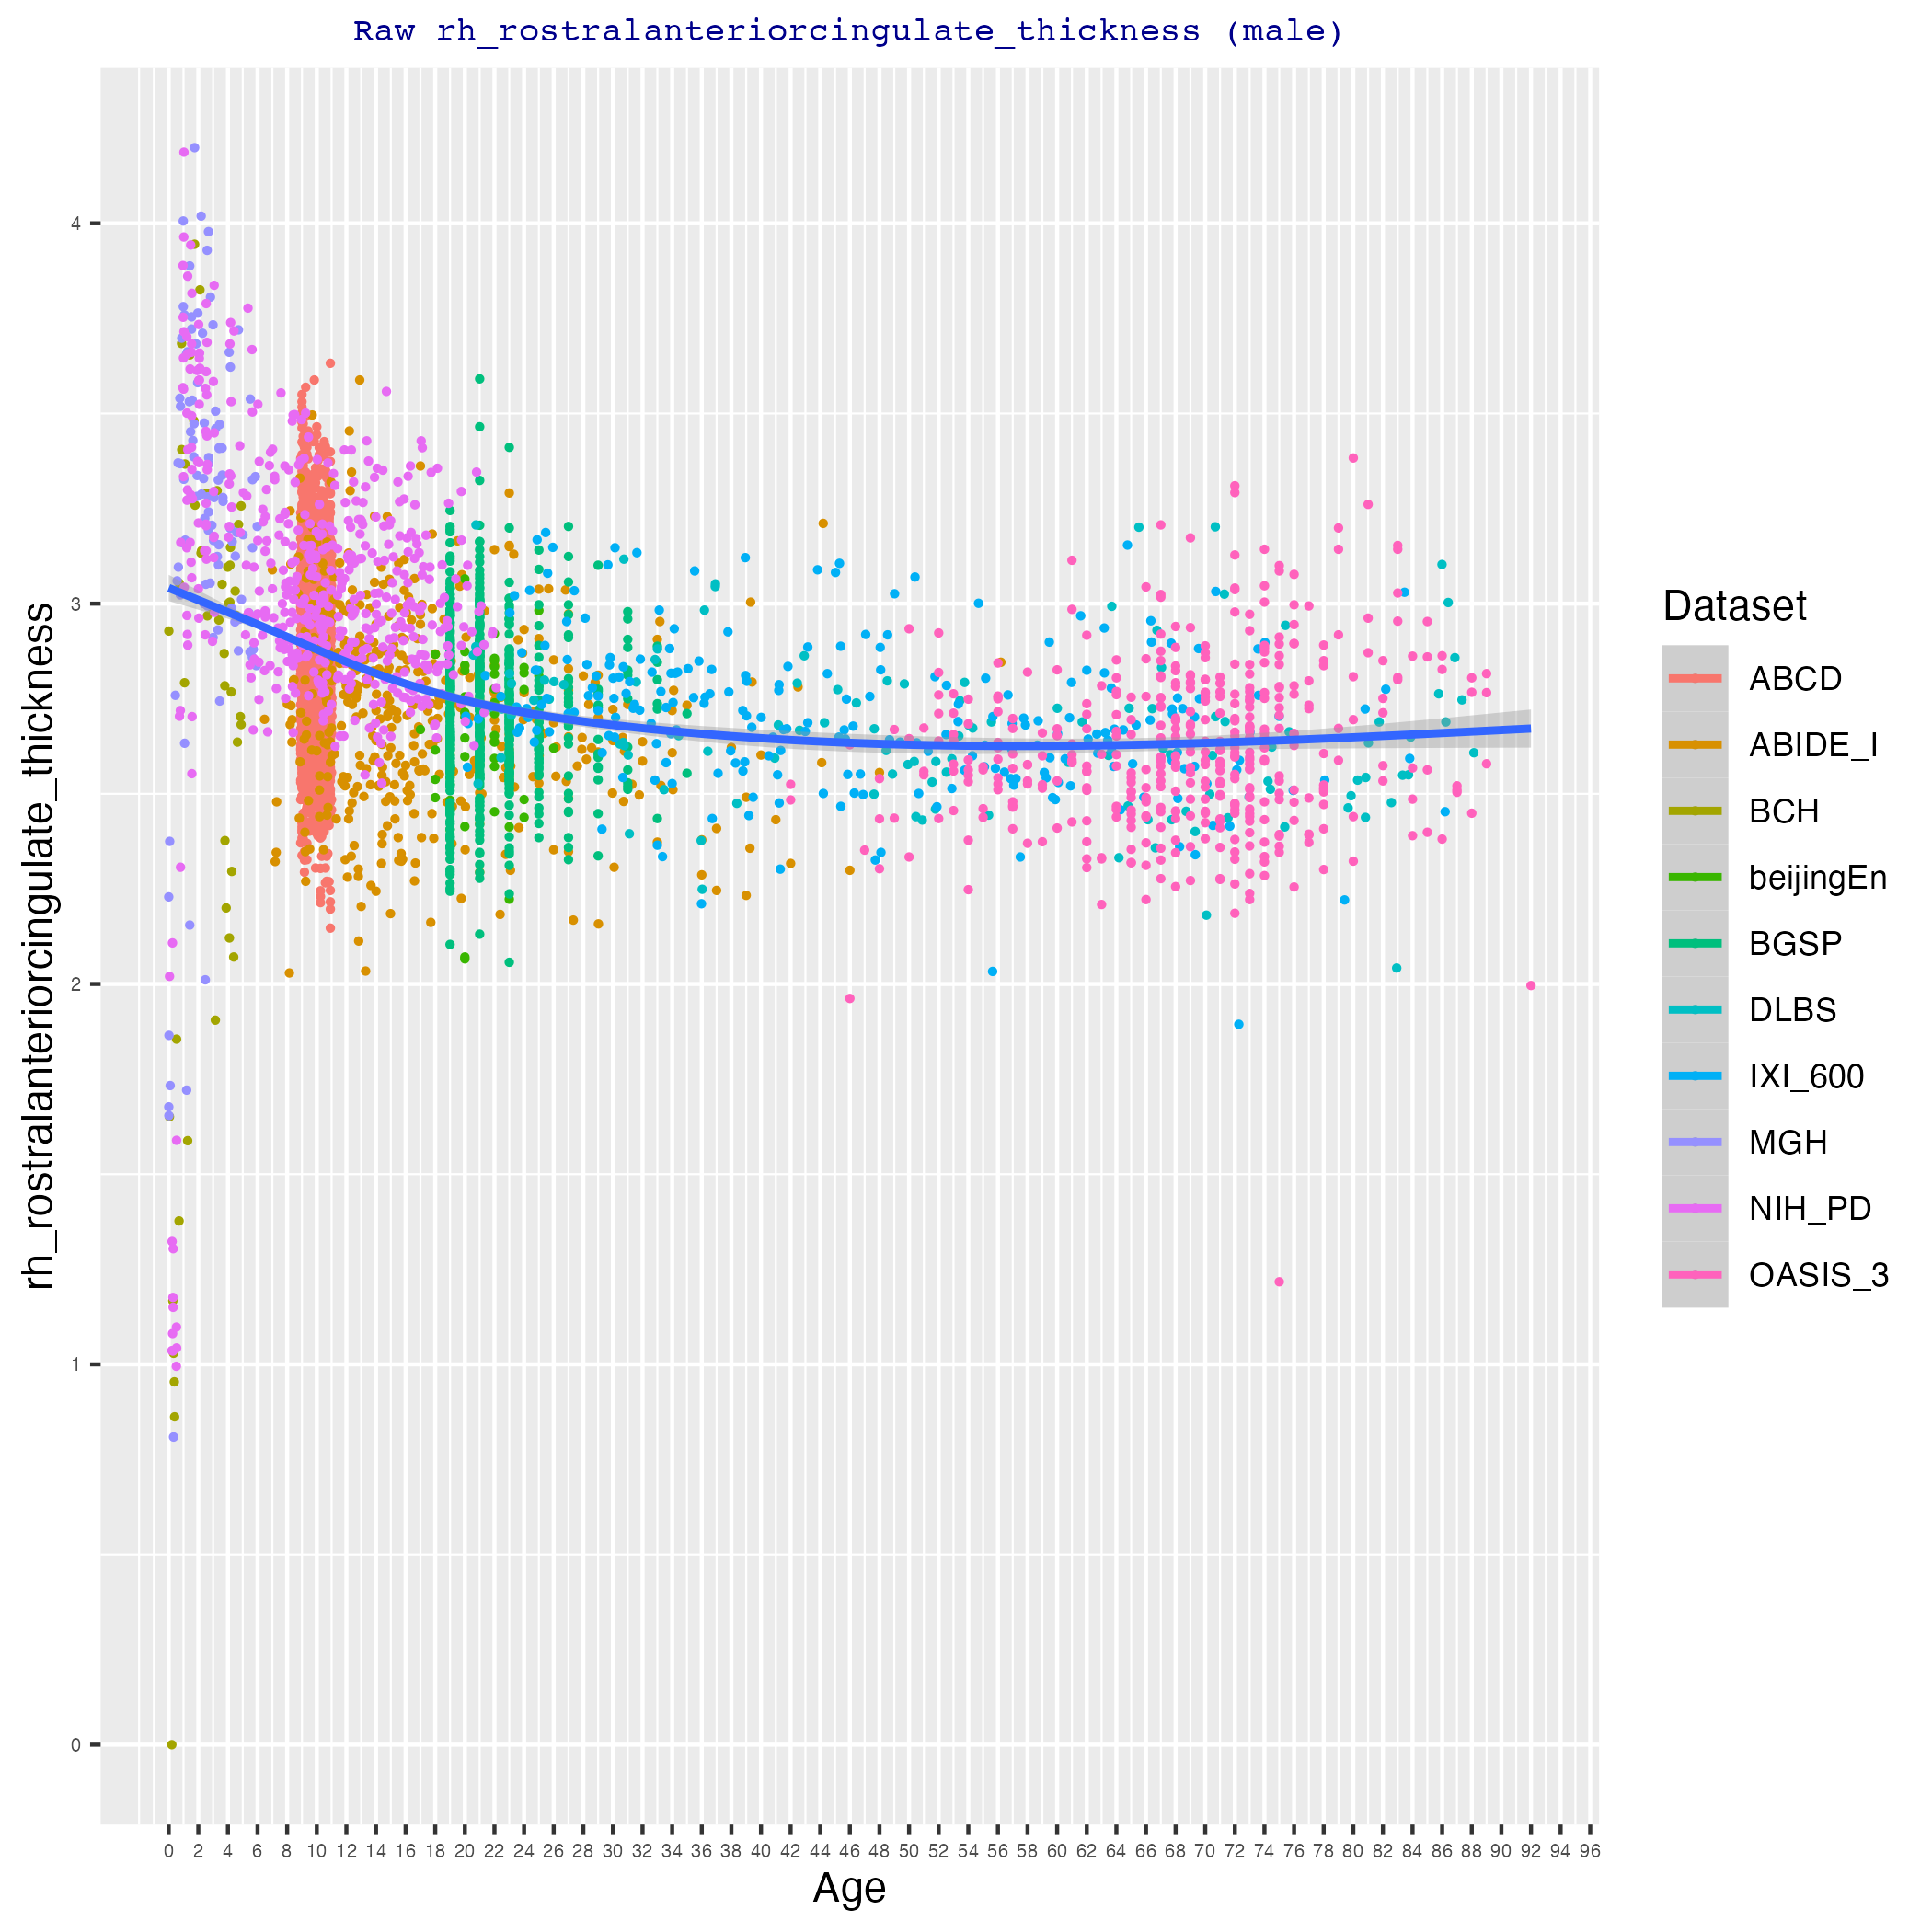 Raw rh_rostralanteriorcingulate_thickness (male)
rh_rostralanteriorcingulate_thickness
4
3
2
1
0
0 2 4 6 8 10 12 14 16 18 20 22 24 26 28 30 32 34 36 38 40 42 44 46 48 50 52 54 56 58 60 62 64 66 68 70 72 74 76 78 80 82 84 86 88 90 92 94 96
Age
Dataset
ABCD
ABIDE_I
BCH
beijingEn
BGSP
DLBS
IXI_600
MGH
NIH_PD
OASIS_3